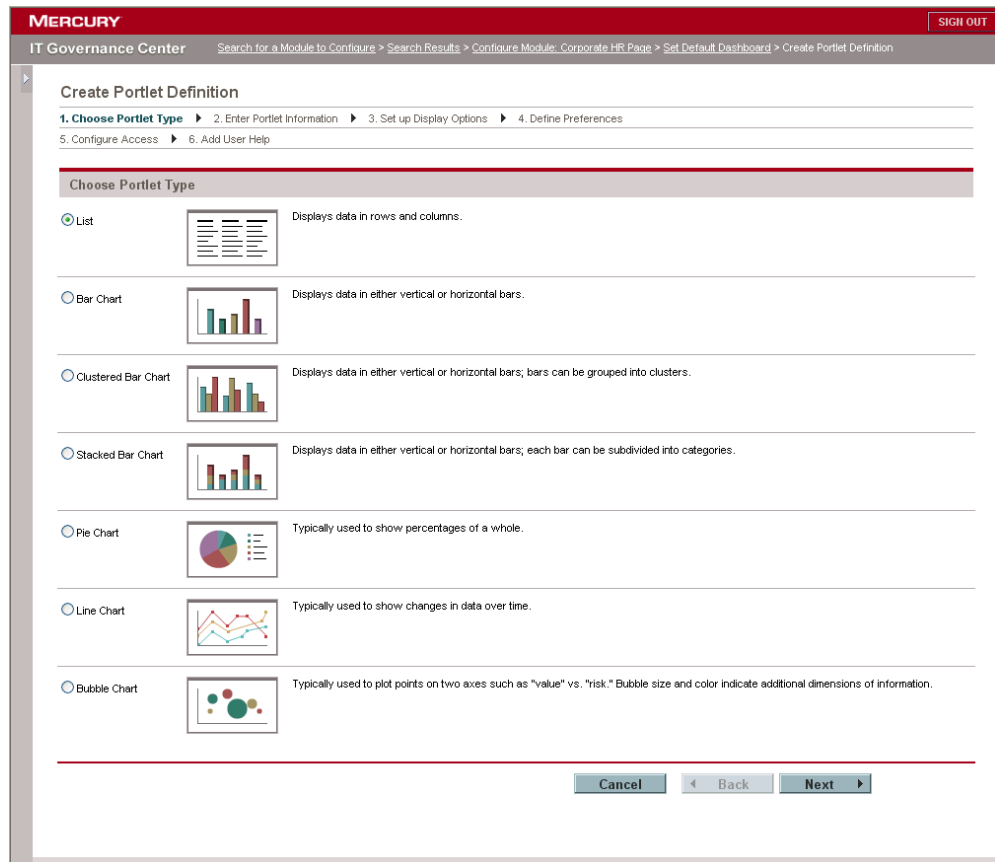 MERCURY
SIGN OUT
IT Governance Center
Search for a Module to Configure > Search Results > Configure Module: Corporate HR Page > Set Default Dashboard > Create Portlet Definition
Create Portlet Definition
1. Choose Portlet Type 2. Enter Portlet Information 3. Set up Display Options 4. Define Preferences
5. Configure Access 6. Add User Help
Choose Portlet Type
List
Displays data in rows and columns.
Bar Chart
Displays data in either vertical or horizontal bars.
Clustered Bar Chart
Displays data in either vertical or horizontal bars; bars can be grouped into clusters.
Stacked Bar Chart
Displays data in either vertical or horizontal bars; each bar can be subdivided into categories.
Pie Chart
Typically used to show percentages of a whole.
Line Chart
Typically used to show changes in data over time.
Bubble Chart
Typically used to plot points on two axes such as "value" vs. "risk." Bubble size and color indicate additional dimensions of information.
Cancel Back Next